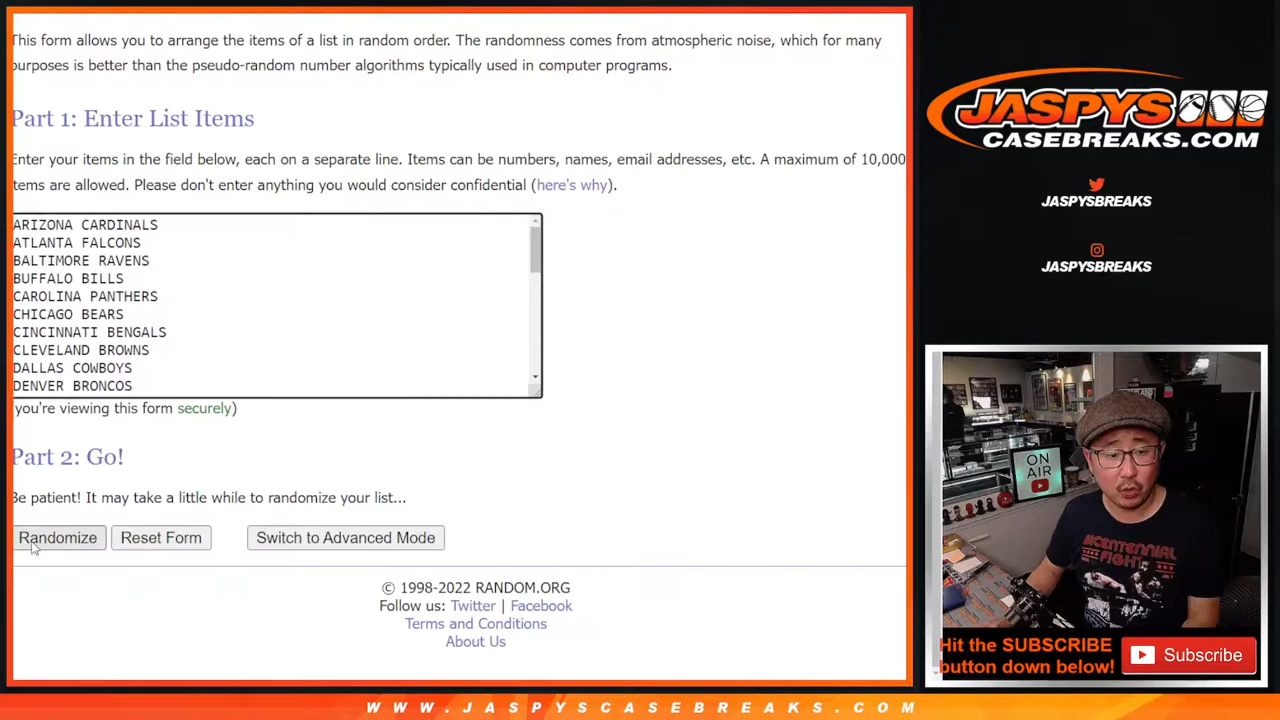 This form allows you to arrange the items of a list in random order. The randomness comes from atmospheric noise, which for many
purposes is better than the pseudo-random number algorithms typically used in computer programs.
Part 1: Enter List Items
Enter your items in the field below, each on a separate line. Items can be numbers, names, email addresses, etc. A maximum of 10,000
items are allowed. Please don't enter anything you would consider confidential (here's why).
ARIZONA CARDINALS
ATLANTA FALCONS
BALTIMORE RAVENS
BUFFALO BILLS
CAROLINA PANTHERS
CHICAGO BEARS
CINCINNATI BENGALS
CLEVELAND BROWNS
DALLAS COWBOYS
DENVER BRONCOS
(you're viewing this form securely)
Part 2: Go!
Be patient! It may take a little while to randomize your list...
Randomize Reset Form Switch to Advanced Mode
© 1998-2022 RANDOM.ORG
Follow us: Twitter | Facebook
Terms and Conditions
About Us
JASPYS
CASEBREAKS.COM
JASPYSBREAKS
JASPYSBREAKS
ON
AIR
BICENTENNIAL
FIGHT
Hit the SUBSCRIBE
button down below!
Subscribe
WWW.JASPYSCASEBREAKS.COM